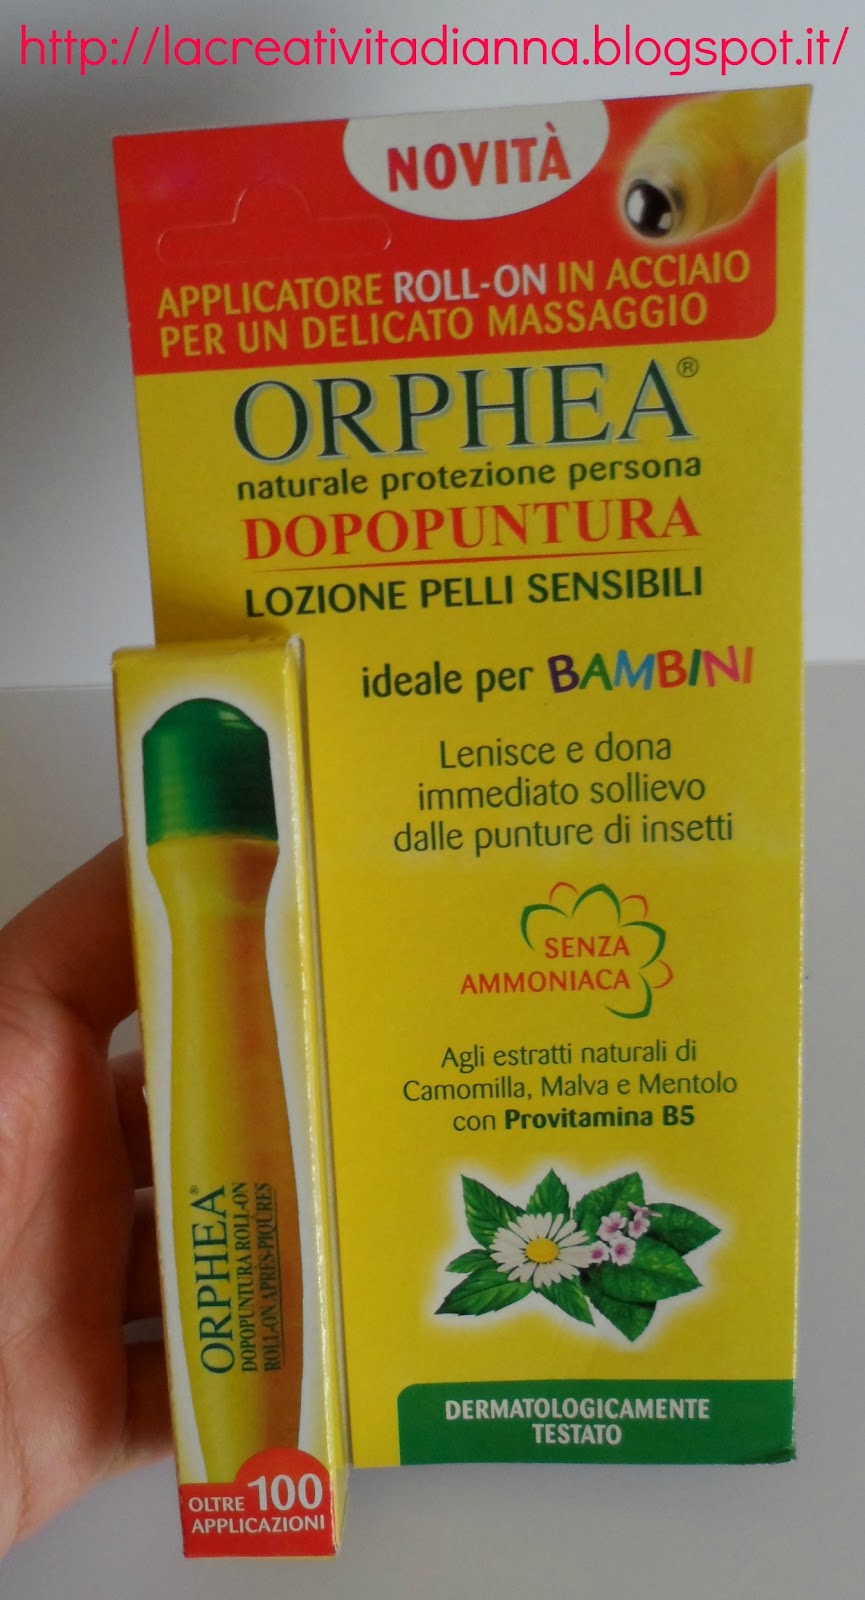 http://lacreativitadianna.blogspot.it/
NOVITÀ
APPLICATORE ROLL-ON IN ACCIAIO
PER UN DELICATO MASSAGGIO
ORPHEA®
naturale protezione persona
DOPOPUNTURA
LOZIONE PELLI SENSIBILI
ideale per BAMBINI
Lenisce e dona
immediato sollievo
dalle punture di insetti
SENZA
AMMONIACA
Agli estratti naturali di
Camomilla, Malva e Mentolo
con Provitamina B5
DERMATOLOGICAMENTE
TESTATO
ORPHEA®
DOPOPUNTURA ROLL-ON
ROLL-ON APRÈS-PIQÛRES
OLTRE 100
APPLICAZIONI